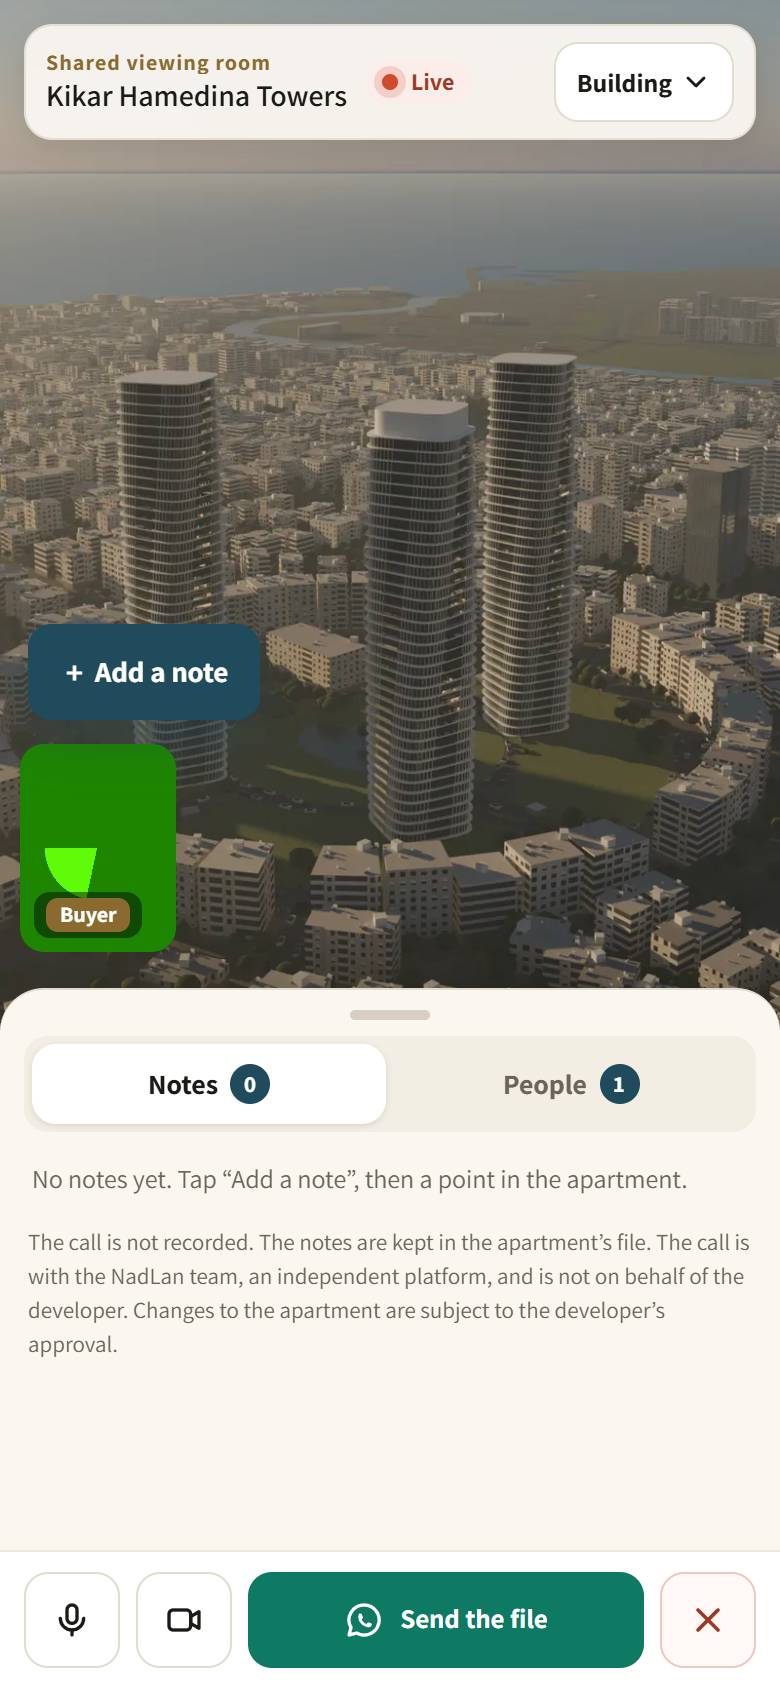 Shared viewing room
Kikar Hamedina Towers
Live
Building
+ Add a note
Buyer
Notes 0
People 1
No notes yet. Tap “Add a note”, then a point in the apartment.
The call is not recorded. The notes are kept in the apartment’s file. The call is
with the NadLan team, an independent platform, and is not on behalf of the
developer. Changes to the apartment are subject to the developer’s
approval.
Send the file